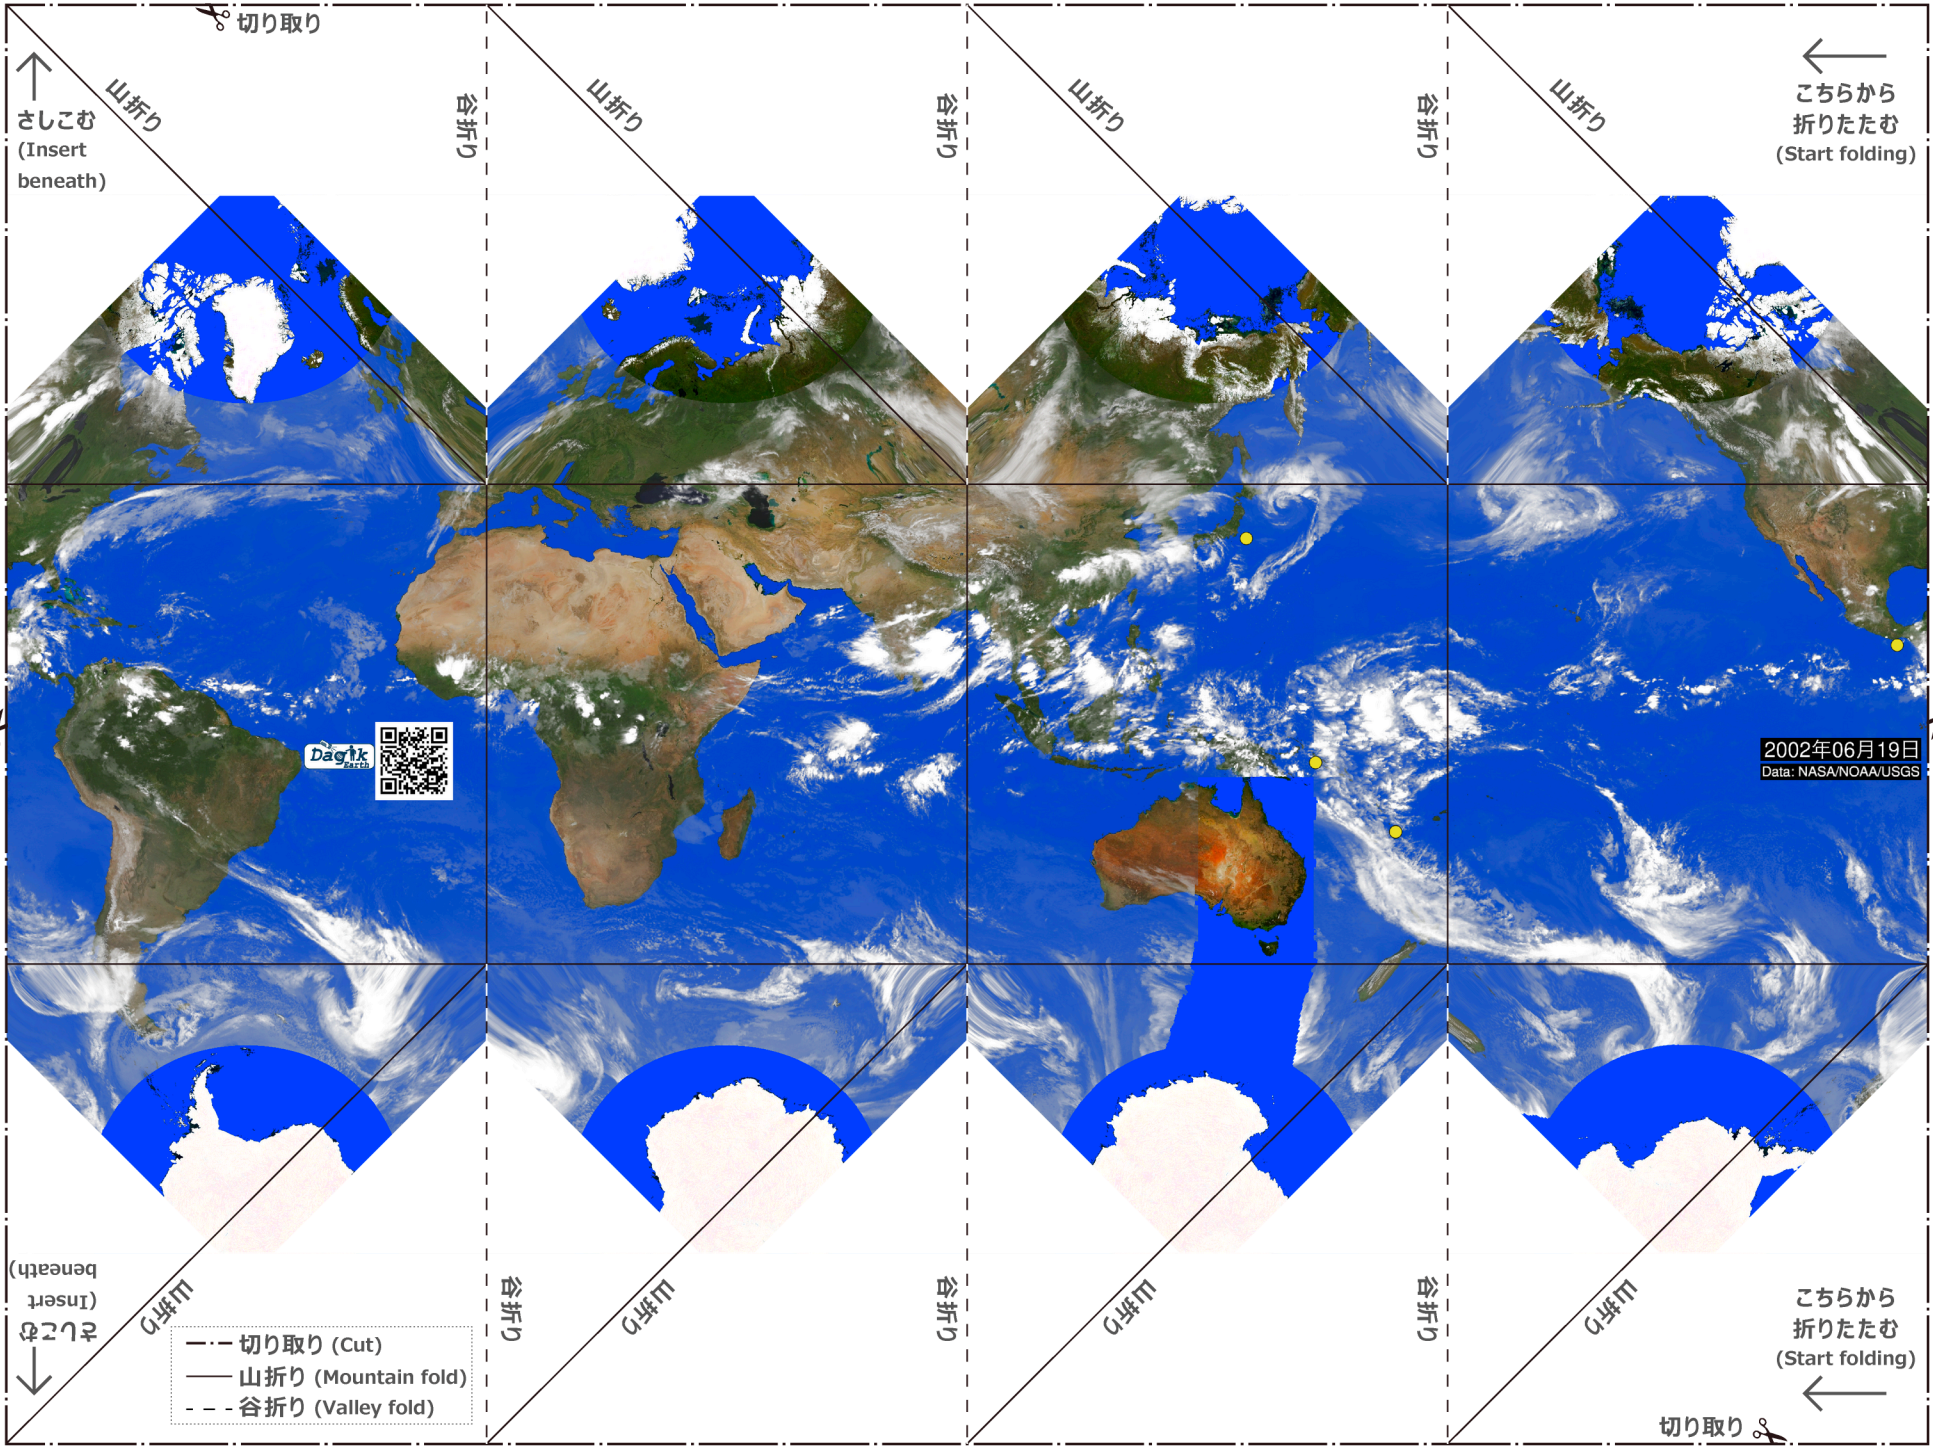 切り取り
山折り
谷折り
山折り
谷折り
山折り
谷折り
山折り
さしこむ
(Insert
beneath)
こちらから
折りたたむ
(Start folding)
Dagik
Earth
2002年06月19日
Data: NASA/NOAA/USGS
さしこむ
(Insert
beneath)
山折り
谷折り
山折り
谷折り
山折り
谷折り
山折り
切り取り (Cut)
山折り (Mountain fold)
谷折り (Valley fold)
こちらから
折りたたむ
(Start folding)
切り取り